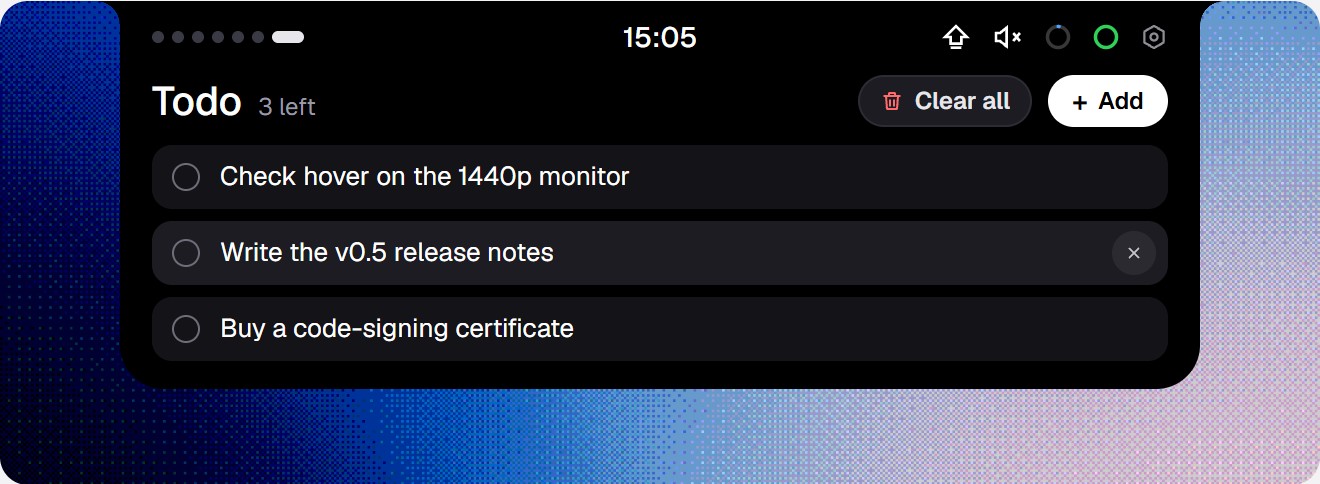 15:05
Todo 3 left
Clear all
+ Add
Check hover on the 1440p monitor
Write the v0.5 release notes
Buy a code-signing certificate